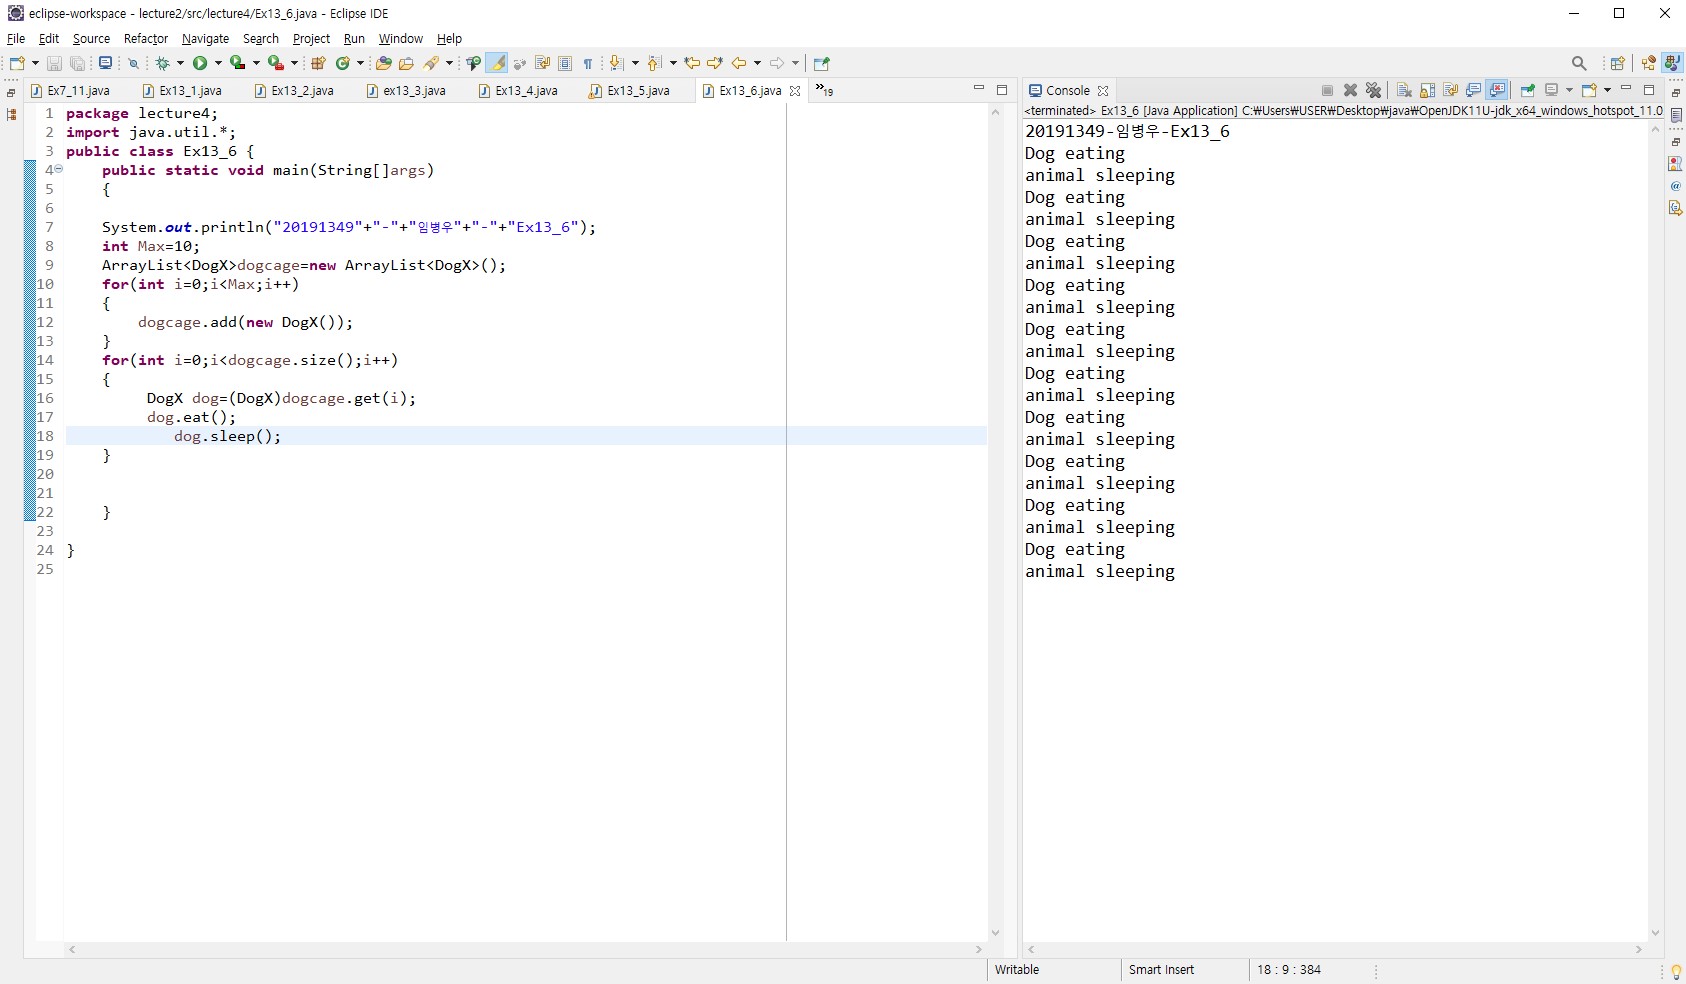 eclipse-workspace - lecture2/src/lecture4/Ex13_6.java - Eclipse IDE
File Edit Source Refactor Navigate Search Project Run Window Help
Ex7_11.java Ex13_1.java Ex13_2.java ex13_3.java Ex13_4.java Ex13_5.java Ex13_6.java »19
1 package lecture4;
2 import java.util.*;
3 public class Ex13_6 {
4 public static void main(String[]args)
5 {
6
7 System.out.println("20191349"+"-"+"임병우"+"-"+"Ex13_6");
8 int Max=10;
9 ArrayList<DogX>dogcage=new ArrayList<DogX>();
10 for(int i=0;i<Max;i++)
11 {
12 dogcage.add(new DogX());
13 }
14 for(int i=0;i<dogcage.size();i++)
15 {
16 DogX dog=(DogX)dogcage.get(i);
17 dog.eat();
18 dog.sleep();
19 }
20
21
22 }
23
24 }
25
Console
<terminated> Ex13_6 [Java Application] C:₩Users₩USER₩Desktop₩java₩OpenJDK11U-jdk_x64_windows_hotspot_11.0
20191349-임병우-Ex13_6
Dog eating
animal sleeping
Dog eating
animal sleeping
Dog eating
animal sleeping
Dog eating
animal sleeping
Dog eating
animal sleeping
Dog eating
animal sleeping
Dog eating
animal sleeping
Dog eating
animal sleeping
Dog eating
animal sleeping
Dog eating
animal sleeping
Writable Smart Insert 18 : 9 : 384